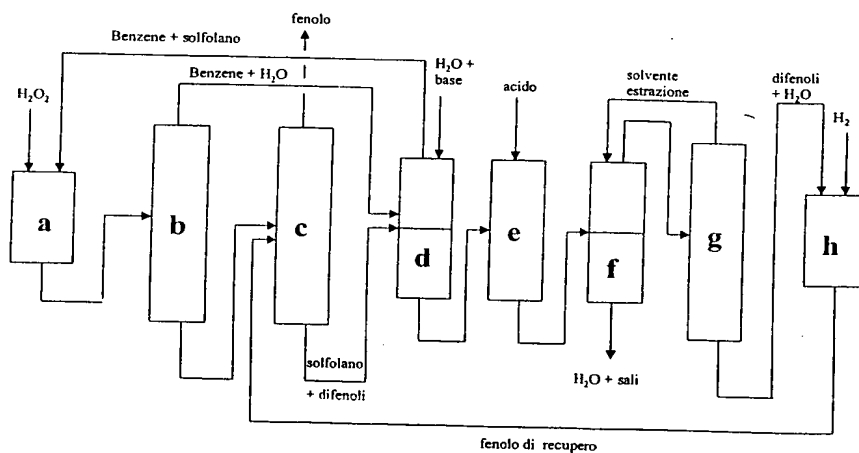 fenolo
Benzene + solfolano
Benzene + H₂O
H₂O +
base
H₂O₂
acido
solvente
estrazione
difenoli
+ H₂O
H₂
a
b
c
d
e
f
g
h
solfolano
+ difenoli
H₂O + sali
fenolo di recupero